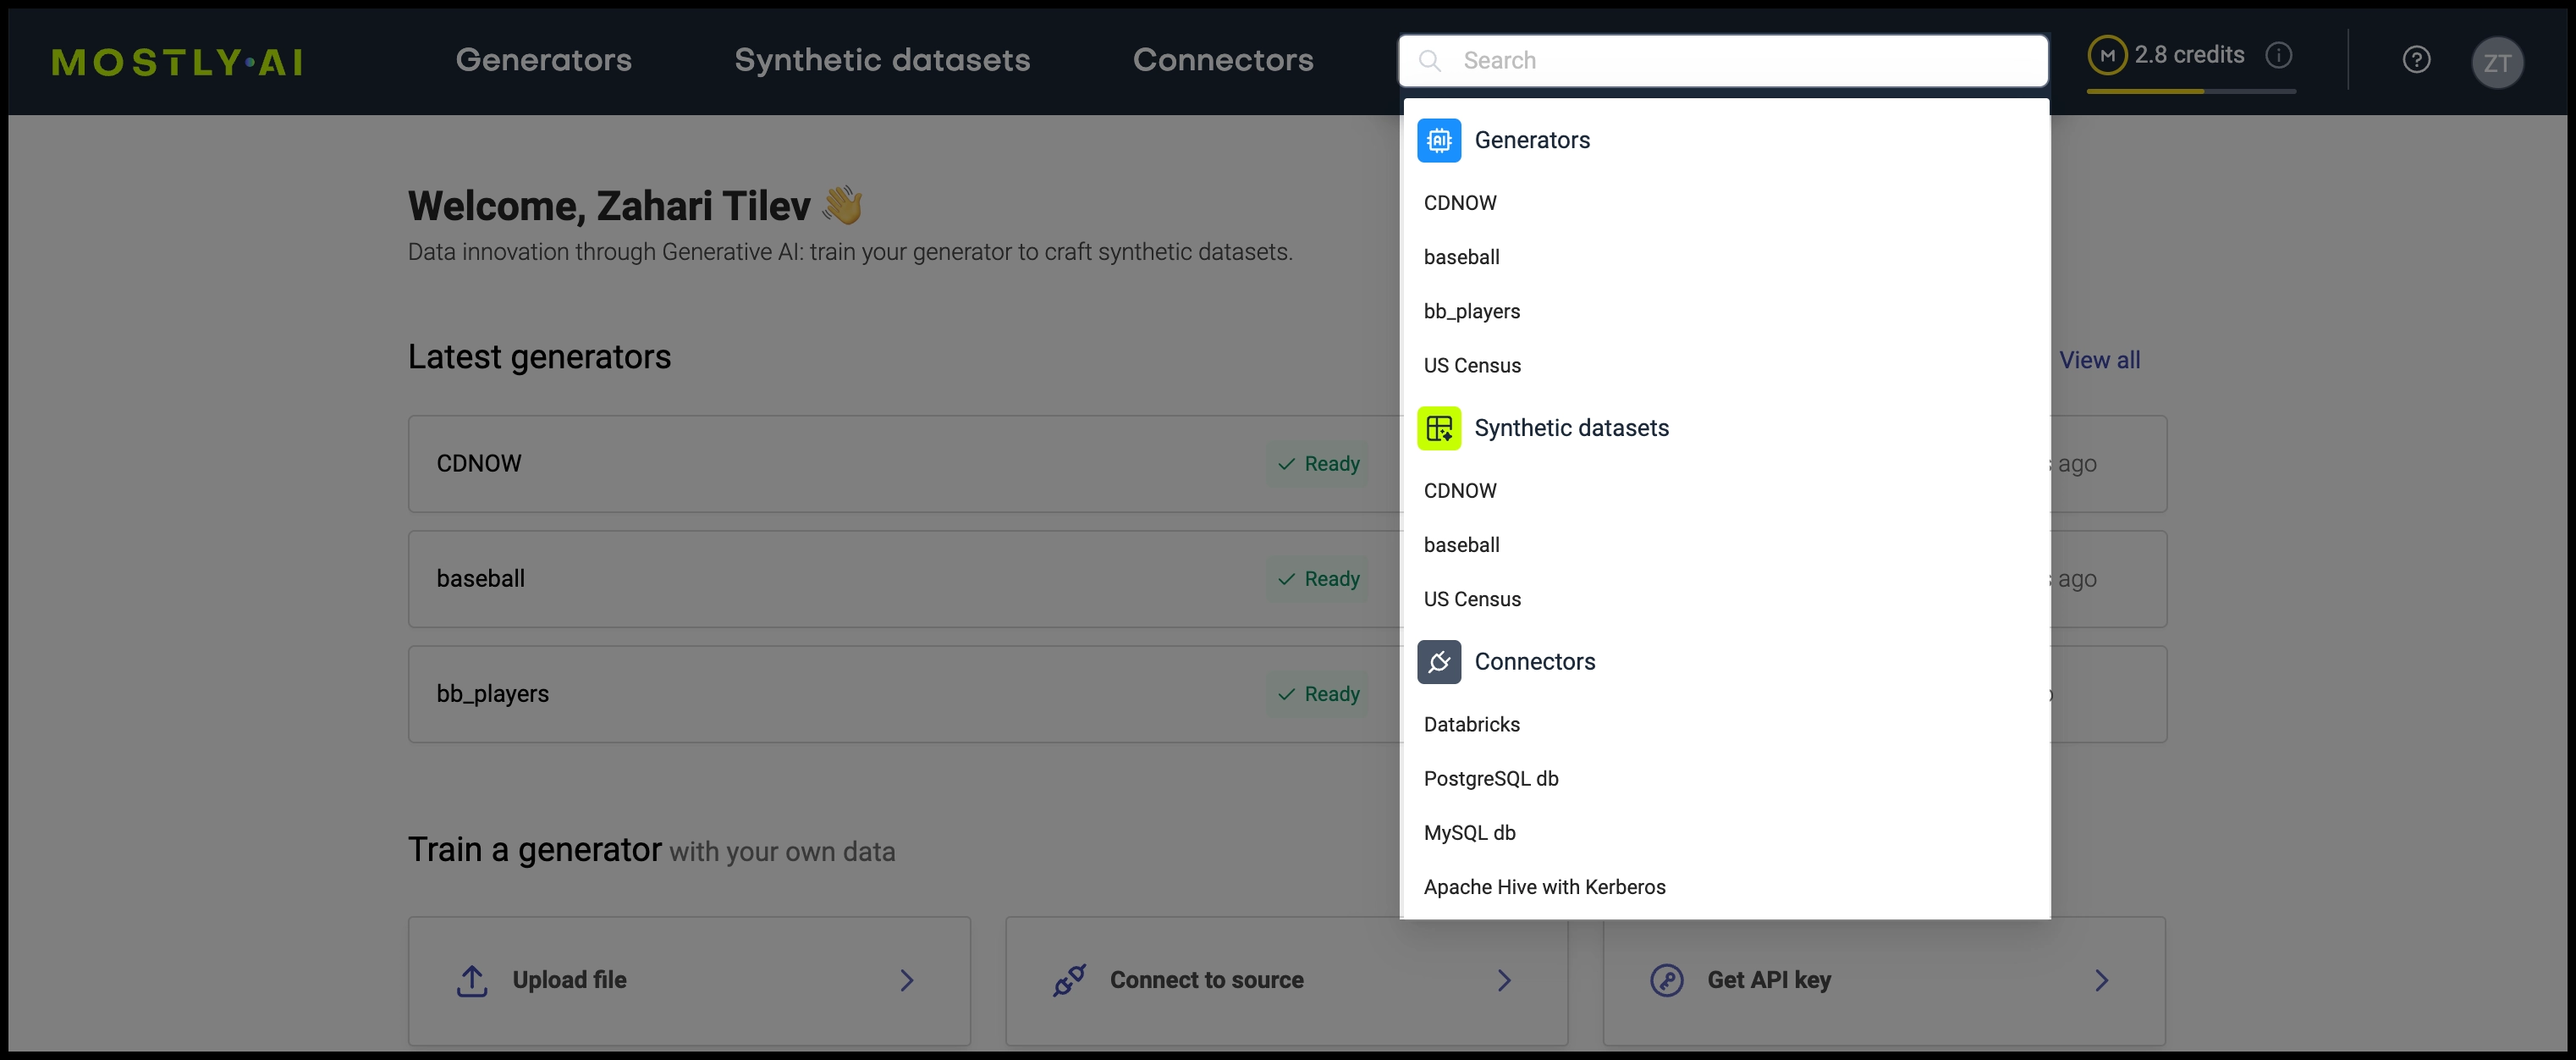 MOSTLY·AI
Generators
Synthetic datasets
Connectors
Search
M 2.8 credits
ZT
Welcome, Zahari Tilev
Data innovation through Generative AI: train your generator to craft synthetic datasets.
Latest generators
View all
CDNOW
Ready
ago
baseball
Ready
ago
bb_players
Ready
Train a generator with your own data
Upload file
Connect to source
Get API key
Generators
CDNOW
baseball
bb_players
US Census
Synthetic datasets
CDNOW
baseball
US Census
Connectors
Databricks
PostgreSQL db
MySQL db
Apache Hive with Kerberos